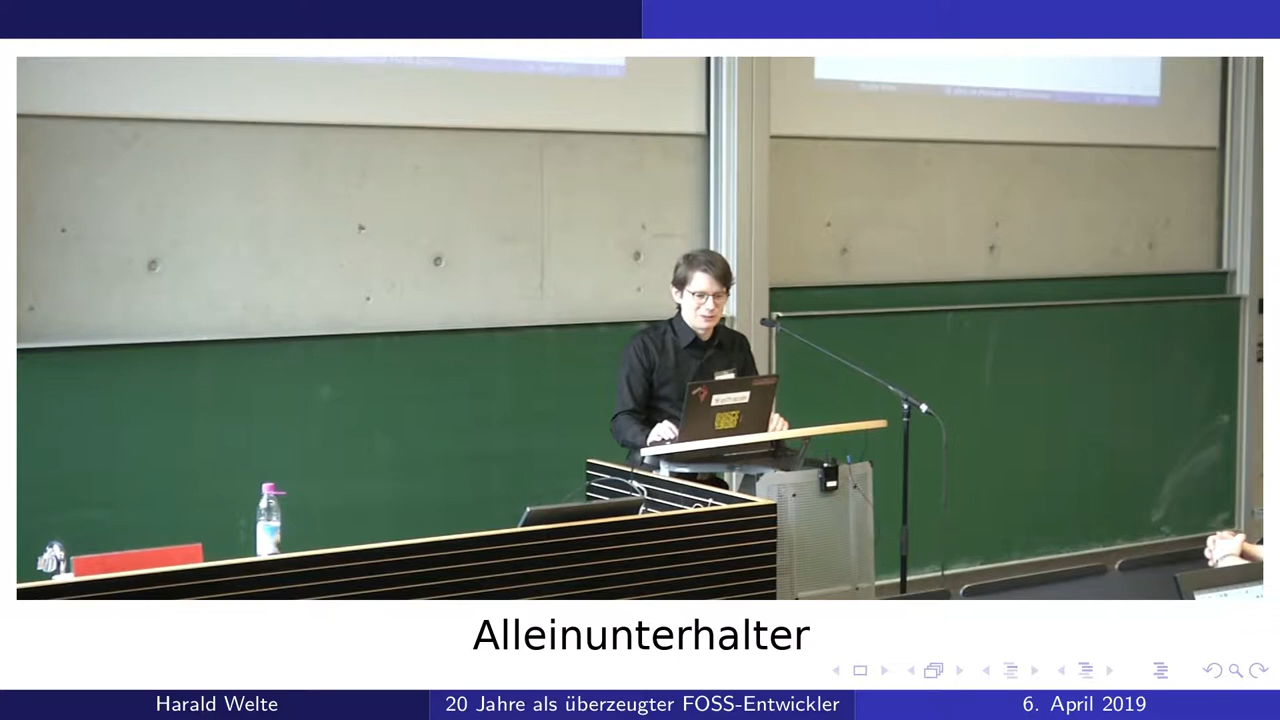 Alleinunterhalter
Harald Welte
20 Jahre als überzeugter FOSS-Entwickler
6. April 2019